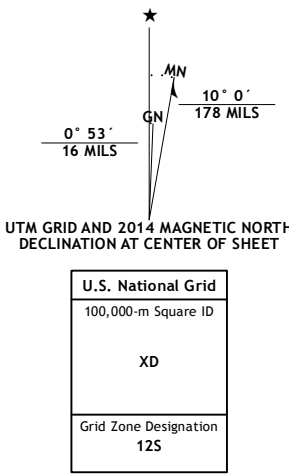 ★
MN
GN
10° 0´
178 MILS
0° 53´
16 MILS
UTM GRID AND 2014 MAGNETIC NORTH
DECLINATION AT CENTER OF SHEET
U.S. National Grid
100,000-m Square ID
XD
Grid Zone Designation
12S